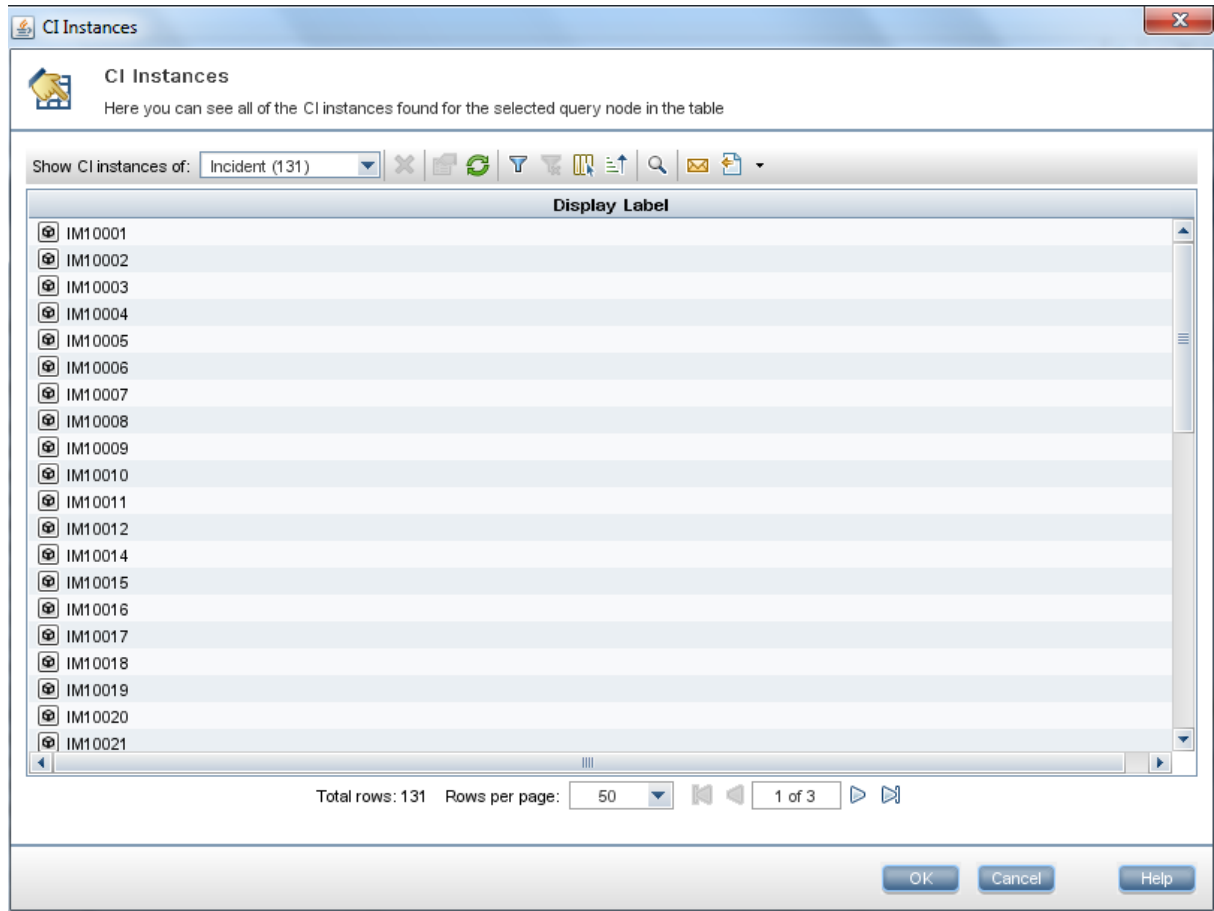 CI Instances
CI Instances
Here you can see all of the CI instances found for the selected query node in the table
Show CI instances of: Incident (131)
Display Label
IM10001
IM10002
IM10003
IM10004
IM10005
IM10006
IM10007
IM10008
IM10009
IM10010
IM10011
IM10012
IM10014
IM10015
IM10016
IM10017
IM10018
IM10019
IM10020
IM10021
Total rows: 131 Rows per page: 50 1 of 3
OK Cancel Help